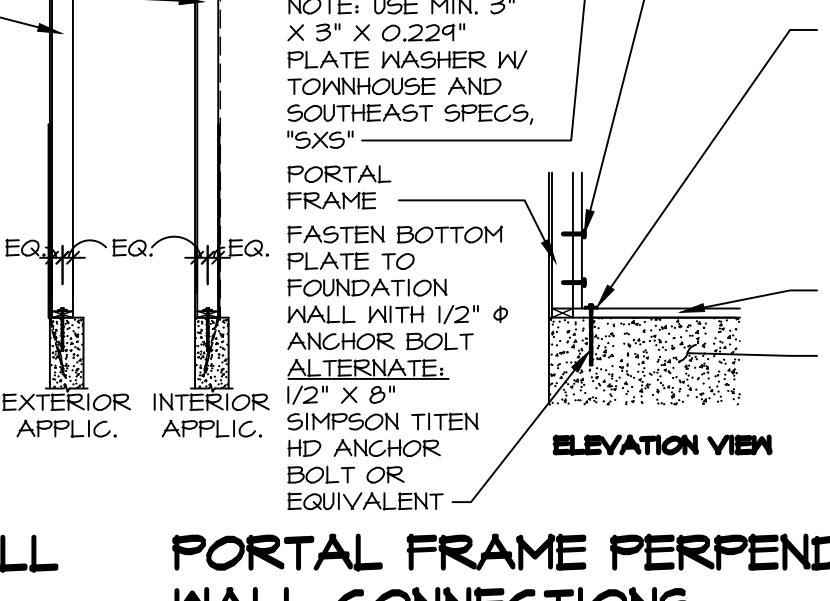 NOTE: USE MIN. 3"
X 3" X 0.229"
PLATE WASHER W/
TOWNHOUSE AND
SOUTHEAST SPECS,
"SXS"
PORTAL
FRAME
EQ. EQ. EQ.
FASTEN BOTTOM
PLATE TO
FOUNDATION
WALL WITH 1/2" Φ
ANCHOR BOLT
ALTERNATE:
1/2" X 8"
SIMPSON TITEN
HD ANCHOR
BOLT OR
EQUIVALENT
EXTERIOR
APPLIC.
INTERIOR
APPLIC.
ELEVATION VIEW
LL
PORTAL FRAME PERPEND
WALL CONNECTIONS